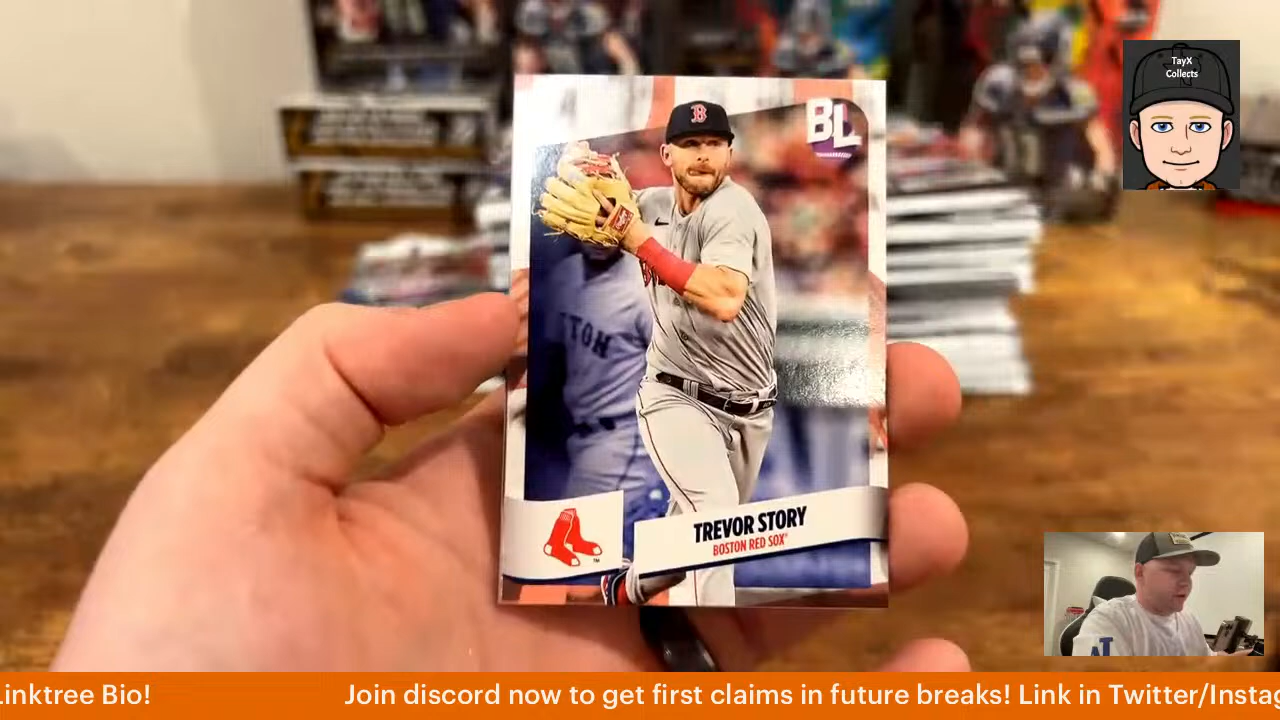 TayX
Collects
B
BL
TON
TREVOR STORY
BOSTON RED SOX
TM
Linktree Bio!
Join discord now to get first claims in future breaks! Link in Twitter/Instag